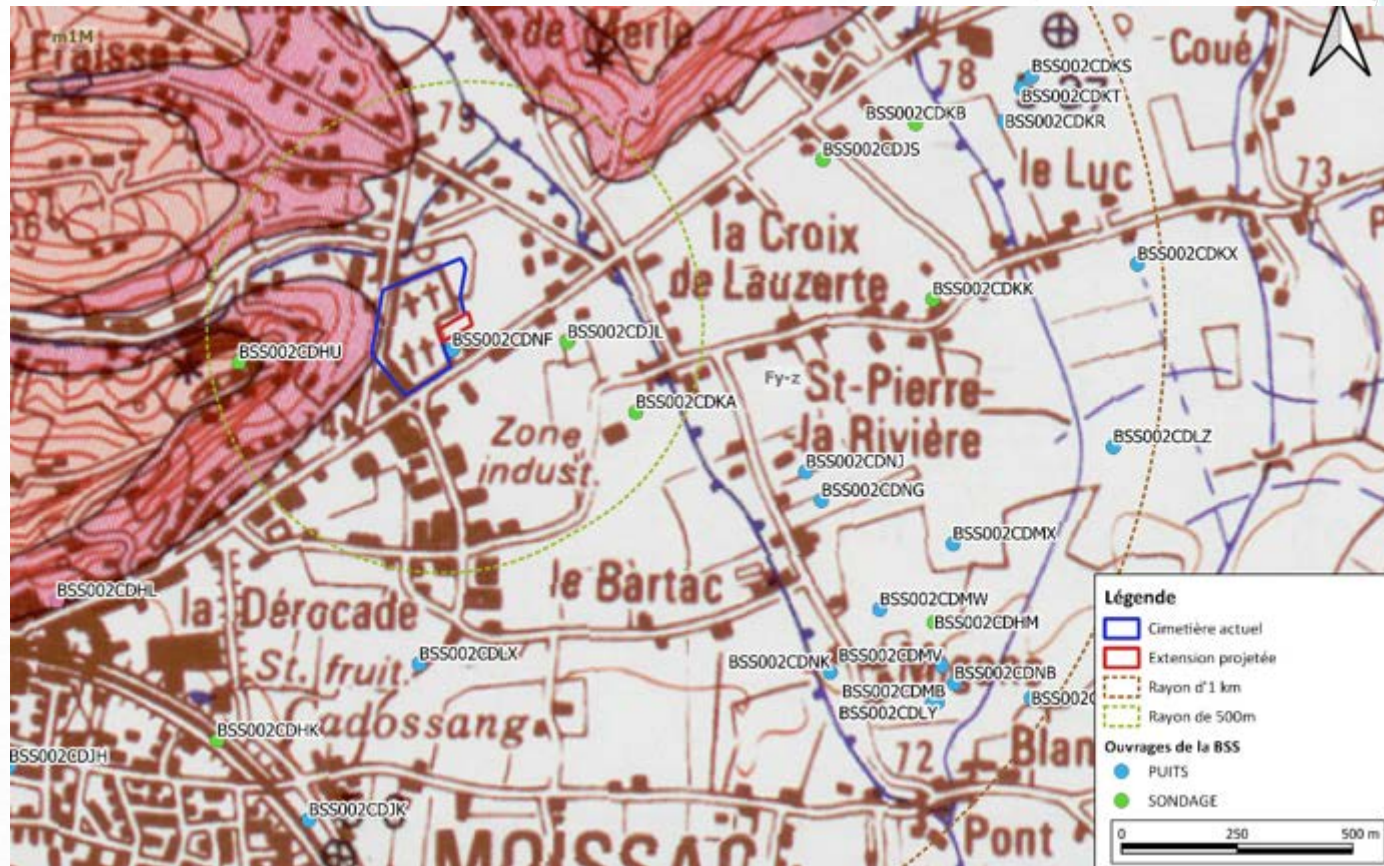 m1M
Fraisse
de Merle
Coué
78
BSS002CDKS
BSS002CDKT
BSS002CDKB
BSS002CDKR
79
BSS002CDJS
le Luc
73
la Croix
de Lauzerte
BSS002CDKX
BSS002CDKK
BSS002CDJL
BSS002CDNF
BSS002CDHU
Fy-z
St-Pierre-
la Rivière
BSS002CDKA
Zone
indust.
BSS002CDLZ
BSS002CDNJ
BSS002CDNG
BSS002CDMX
le Bartac
BSS002CDHL
la Dérocade
BSS002CDMW
BSS002CDHM
St. fruit.
BSS002CDLX
BSS002CDNK
BSS002CDMV
BSS002CDNB
BSS002CDMB
BSS002CDLY
BSS002C
Cadossang
BSS002CDHK
BSS002CDJH
72
Blan
BSS002CDJK
MOISSAC
Pont
Légende
Cimetière actuel
Extension projetée
Rayon d'1 km
Rayon de 500m
Ouvrages de la BSS
PUITS
SONDAGE
0 250 500 m